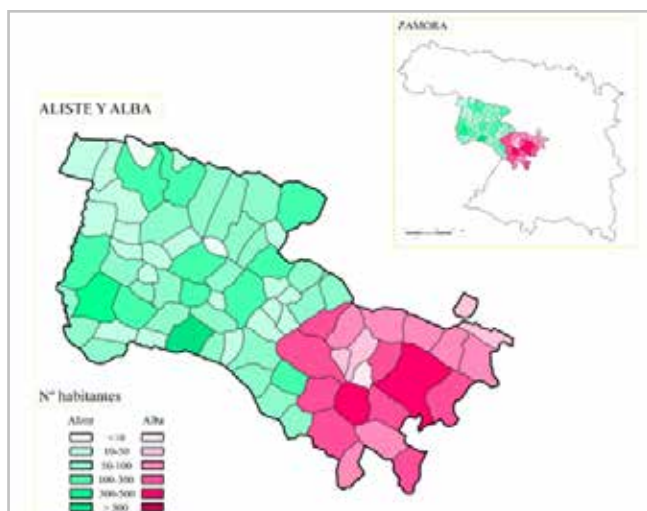 ZAMORA
ALISTE Y ALBA
Nº habitantes
Aliste Alba
<10
10-50
50-100
100-300
300-500
> 500